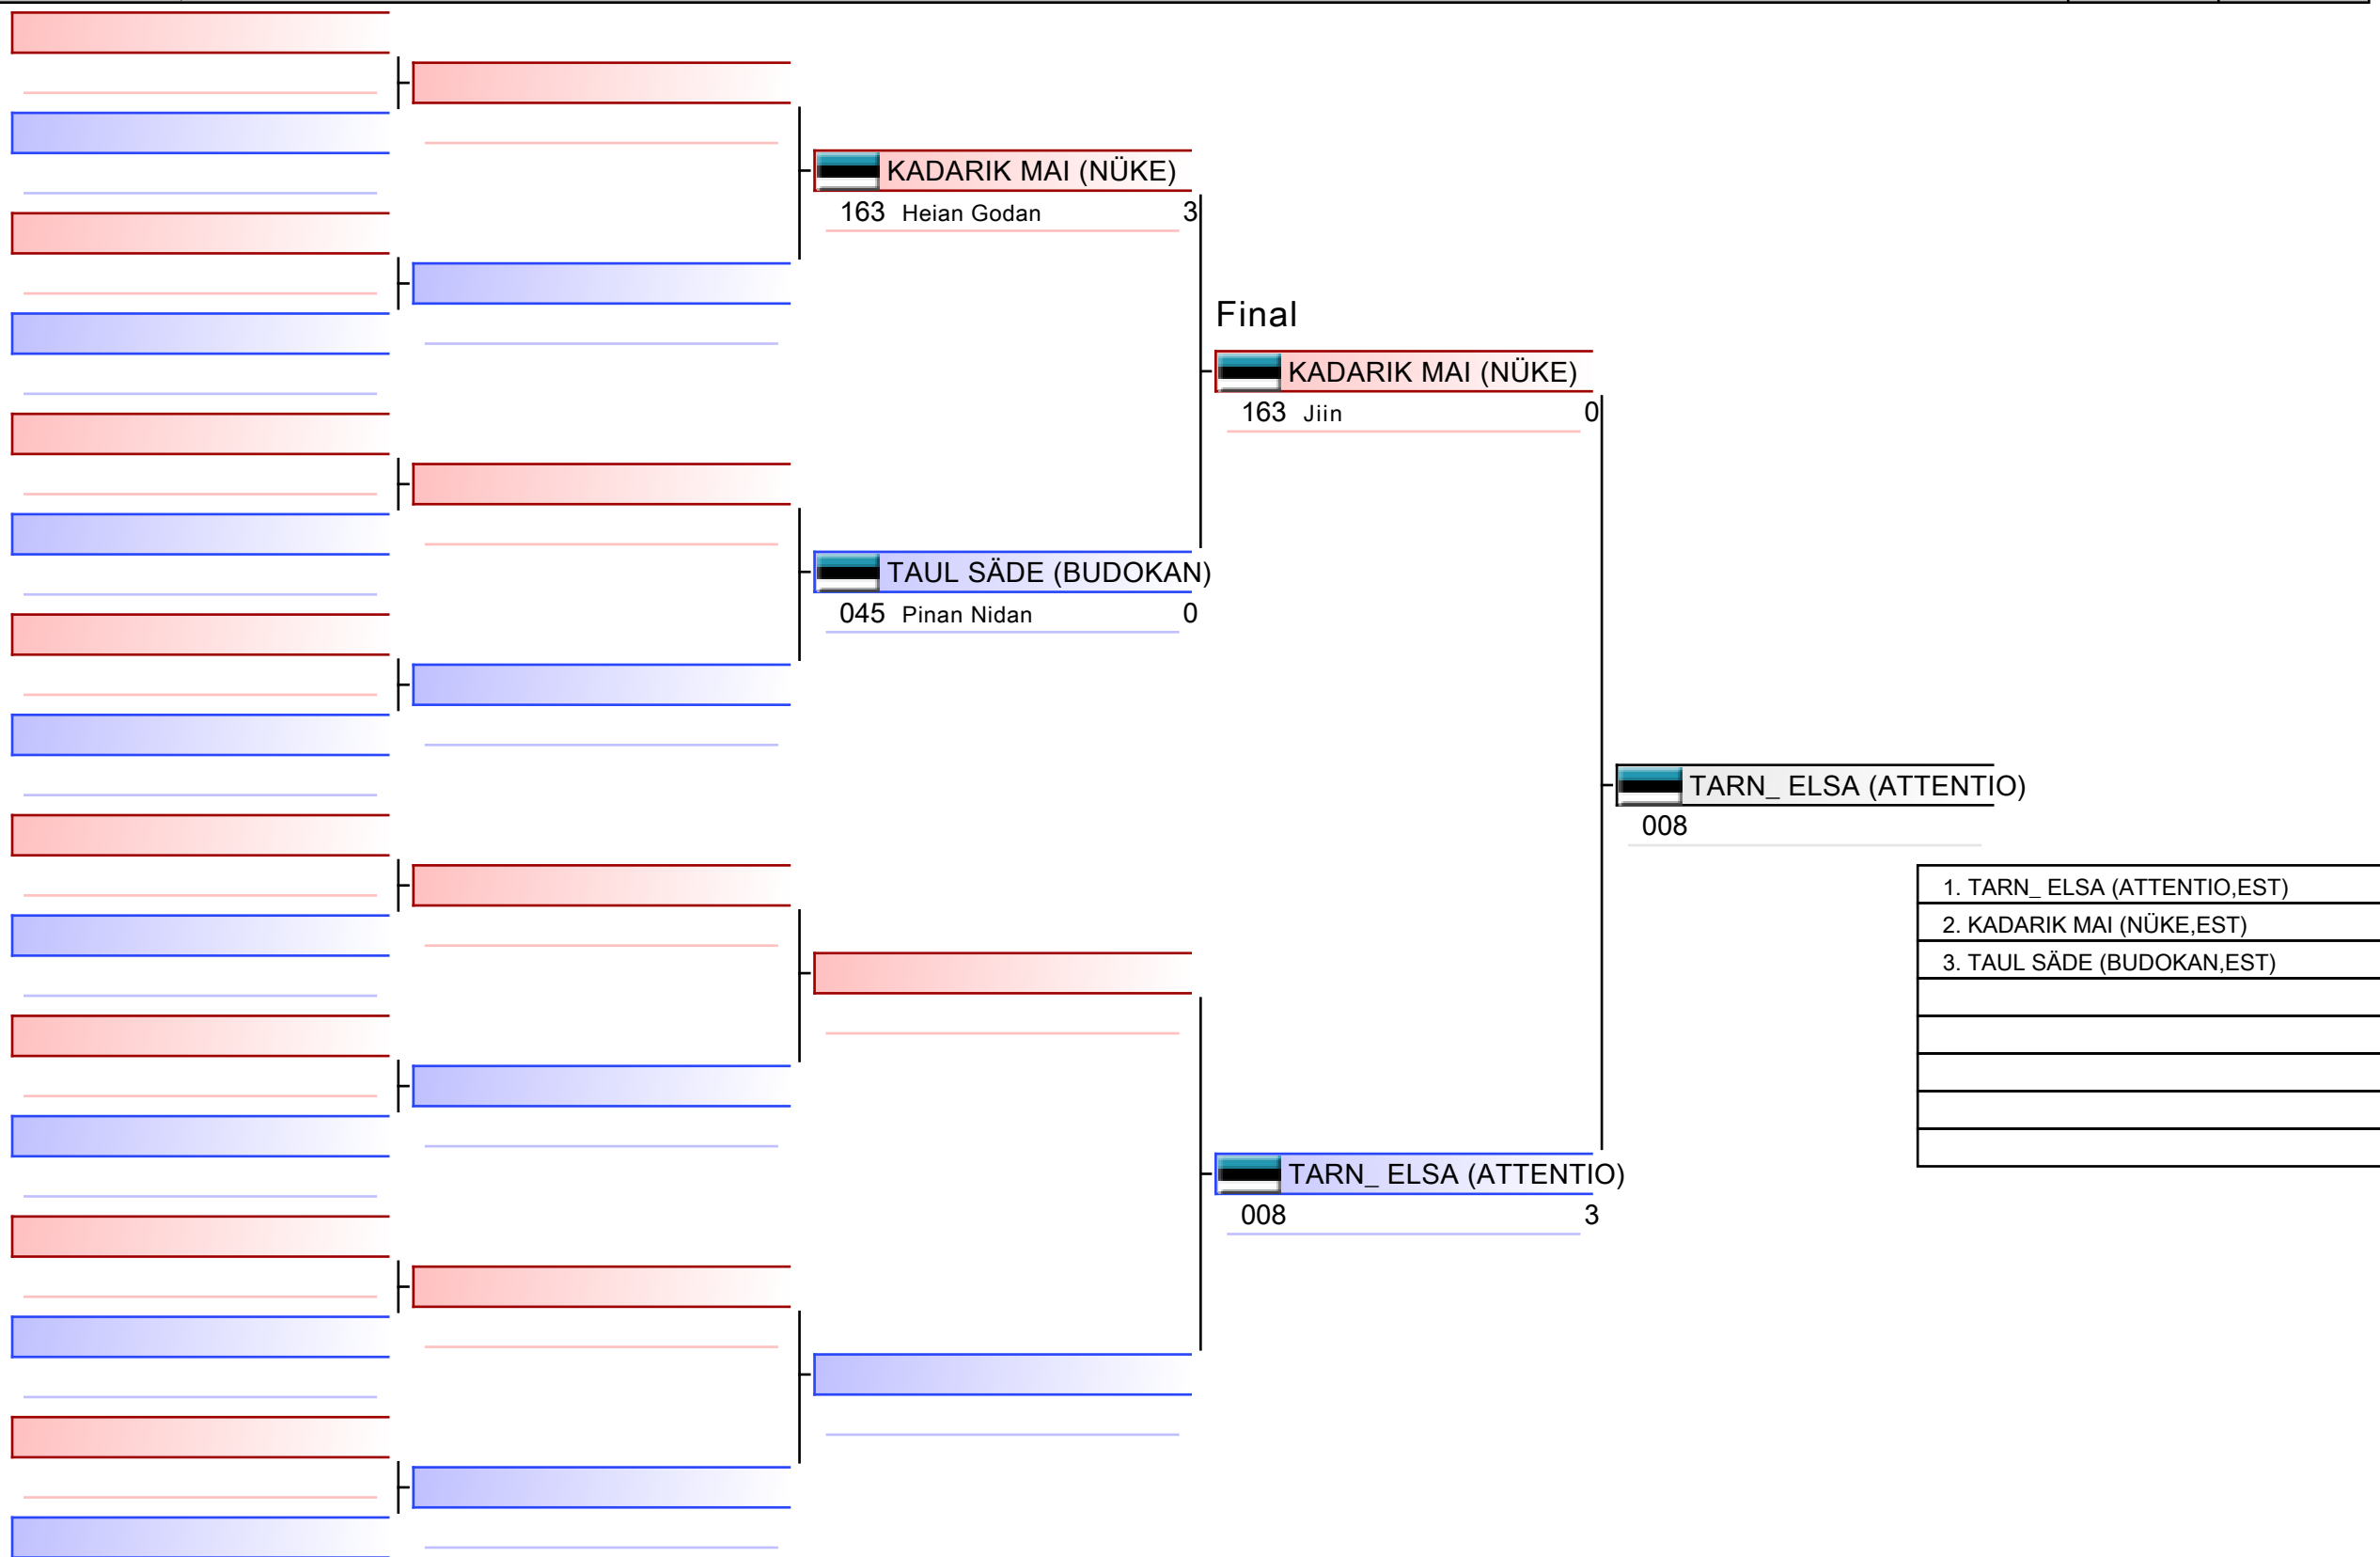 KADARIK MAI (NÜKE)
163 Heian Godan 3
Final
KADARIK MAI (NÜKE)
163 Jiin 0
TAUL SÄDE (BUDOKAN)
045 Pinan Nidan 0
TARN_ ELSA (ATTENTIO)
008
1. TARN_ ELSA (ATTENTIO,EST)
2. KADARIK MAI (NÜKE,EST)
3. TAUL SÄDE (BUDOKAN,EST)
TARN_ ELSA (ATTENTIO)
008 3